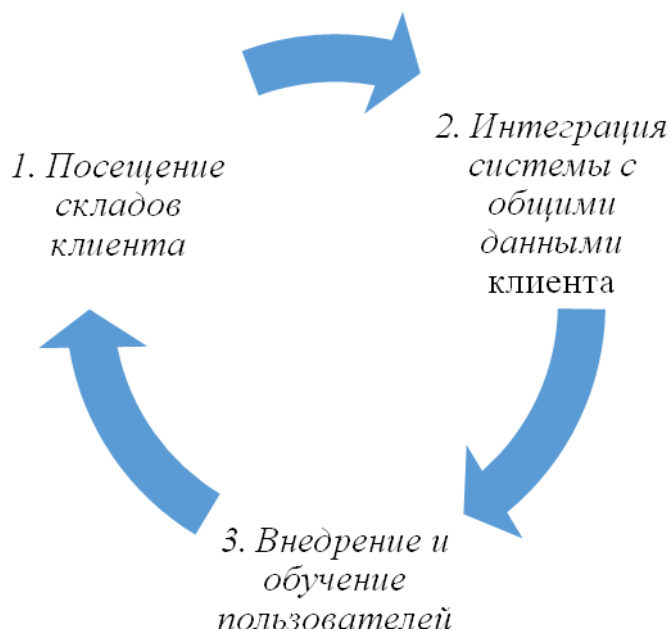 1. Посещение
складов
клиента
2. Интеграция
системы с
общими
данными
клиента
3. Внедрение и
обучение
пользователей